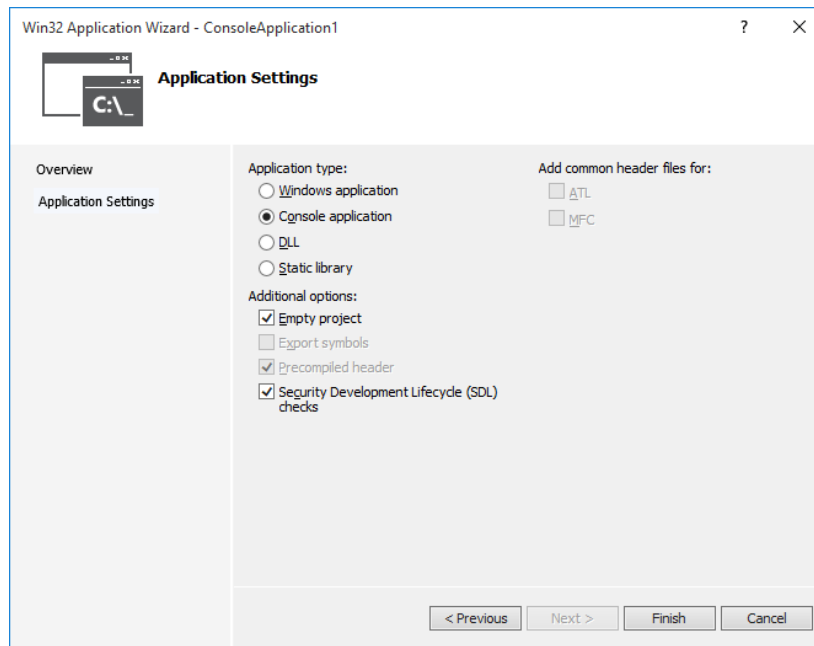 Win32 Application Wizard - ConsoleApplication1
?
C:\_
Application Settings
Overview
Application Settings
Application type:
Windows application
Console application
DLL
Static library
Additional options:
Empty project
Export symbols
Precompiled header
Security Development Lifecycle (SDL)
checks
Add common header files for:
ATL
MFC
< Previous
Next >
Finish
Cancel